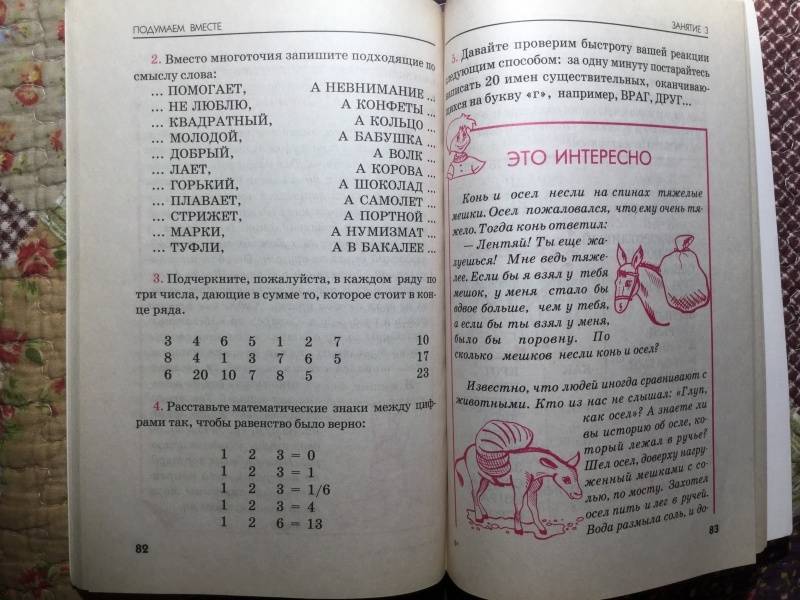 ПОДУМАЕМ ВМЕСТЕ
2. Вместо многоточия запишите подходящие по
смыслу слова:
... ПОМОГАЕТ, А НЕВНИМАНИЕ ...
... НЕ ЛЮБЛЮ, А КОНФЕТЫ ...
... КВАДРАТНЫЙ, А КОЛЬЦО ...
... МОЛОДОЙ, А БАБУШКА ...
... ДОБРЫЙ, А ВОЛК ...
... ЛАЕТ, А КОРОВА ...
... ГОРЬКИЙ, А ШОКОЛАД ...
... ПЛАВАЕТ, А САМОЛЕТ ...
... СТРИЖЕТ, А ПОРТНОЙ ...
... МАРКИ, А НУМИЗМАТ ...
... ТУФЛИ, А В БАКАЛЕЕ ...
3. Подчеркните, пожалуйста, в каждом ряду по
три числа, дающие в сумме то, которое стоит в кон-
це ряда.
3 4 6 5 1 2 7 10
8 4 1 3 7 6 5 17
6 20 10 7 8 5 23
4. Расставьте математические знаки между циф-
рами так, чтобы равенство было верно:
1 2 3 = 0
1 2 3 = 1
1 2 3 = 1/6
1 2 3 = 4
1 2 6 = 13
82
ЗАНЯТИЕ 3
5. Давайте проверим быстроту вашей реакции
следующим способом: за одну минуту постарайтесь
написать 20 имен существительных, оканчиваю-
щихся на букву «г», например, ВРАГ, ДРУГ...
ЭТО ИНТЕРЕСНО
Конь и осел несли на спинах тяжелые
мешки. Осел пожаловался, что ему очень тя-
жело. Тогда конь ответил:
— Лентяй! Ты еще жа-
луешься! Мне ведь тяже-
лее. Если бы я взял у тебя
мешок, у меня стало бы
вдвое больше, чем у тебя,
а если бы ты взял у меня,
было бы поровну. По
сколько мешков несли конь и осел?
Известно, что людей иногда сравнивают с
животными. Кто из нас не слышал: «Глуп,
как осел»? А знаете ли
вы историю об осле, ко-
торый лежал в ручье?
Шел осел, доверху нагру-
женный мешками с со-
лью, по мосту. Захотел
осел пить и лег в ручей.
Вода размыла соль, и до-
83